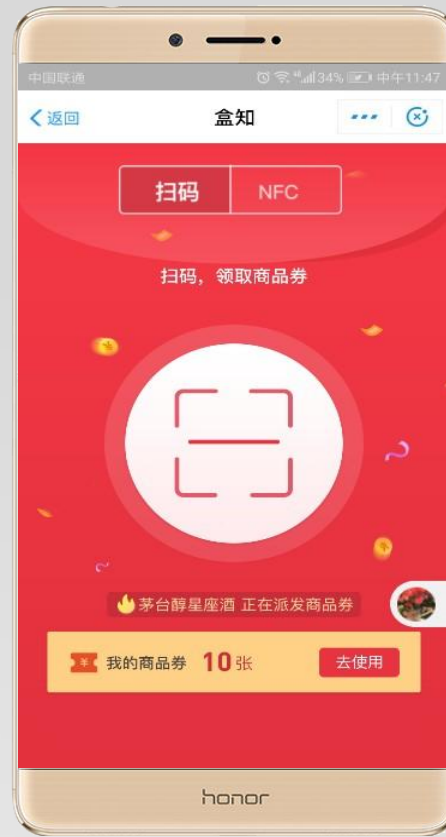 中国联通 46 34% 中午11:47
返回 盒知
扫码 NFC
扫码，领取商品券
茅台醇星座酒 正在派发商品券
¥ 我的商品券 10张 去使用
honor